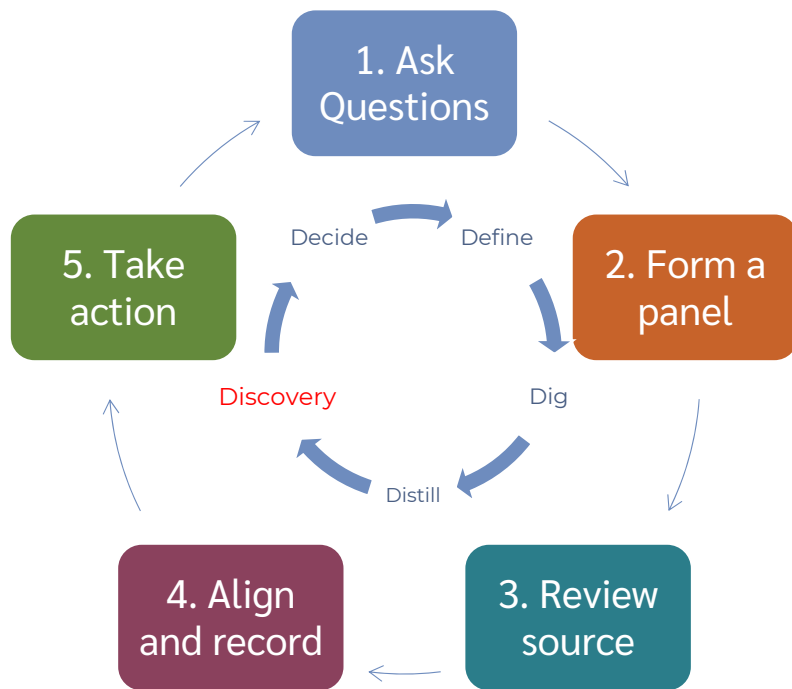 1. Ask
Questions
Decide
Define
5. Take
action
2. Form a
panel
Discovery
Dig
Distill
4. Align
and record
3. Review
source